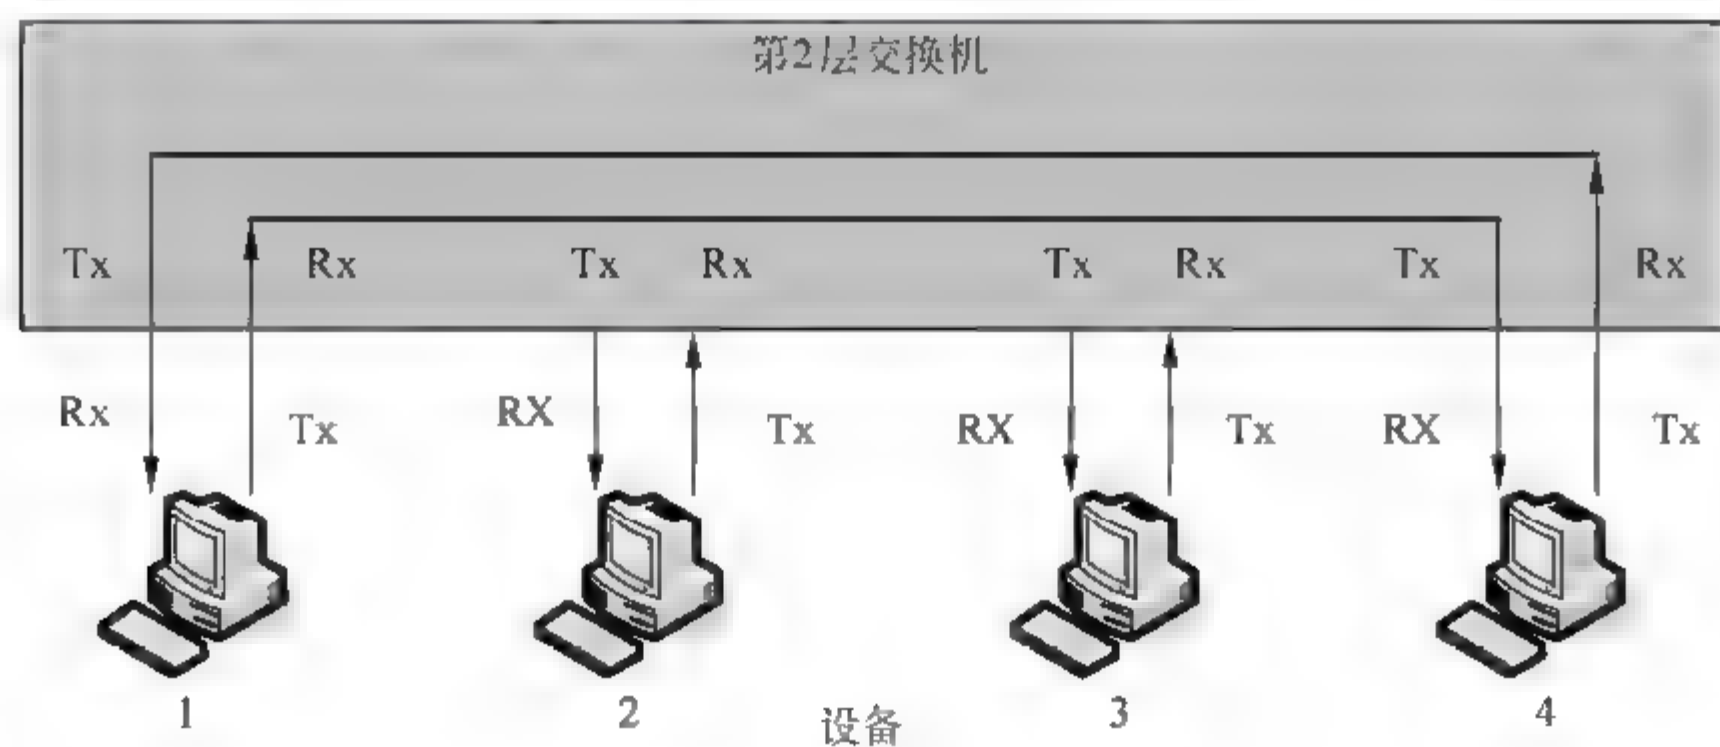 第2层交换机
Tx Rx Tx Rx Tx Rx Tx Rx
Rx Tx RX Tx RX Tx RX Tx
1 2 3 4
设备